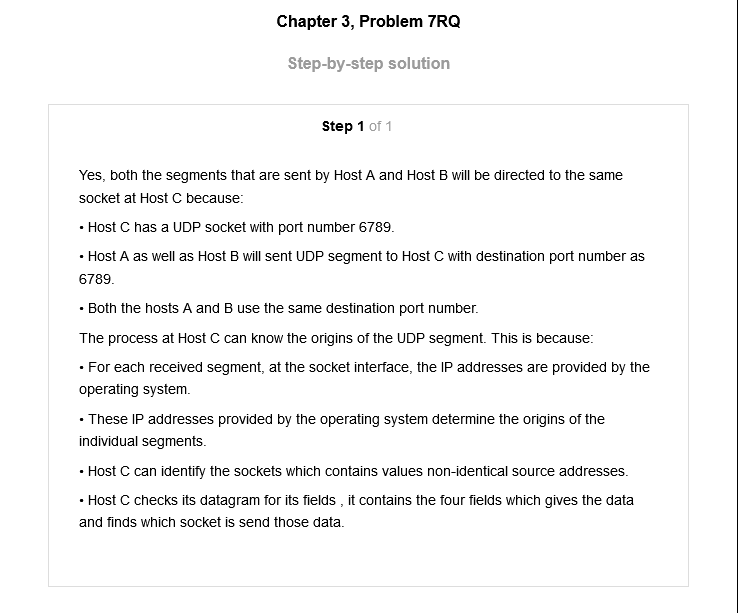 Chapter 3, Problem 7RQ
Step-by-step solution
Step 1 of 1
Yes, both the segments that are sent by Host A and Host B will be directed to the same
socket at Host C because:
• Host C has a UDP socket with port number 6789.
• Host A as well as Host B will sent UDP segment to Host C with destination port number as
6789.
• Both the hosts A and B use the same destination port number.
The process at Host C can know the origins of the UDP segment. This is because:
• For each received segment, at the socket interface, the IP addresses are provided by the
operating system.
• These IP addresses provided by the operating system determine the origins of the
individual segments.
• Host C can identify the sockets which contains values non-identical source addresses.
• Host C checks its datagram for its fields , it contains the four fields which gives the data
and finds which socket is send those data.